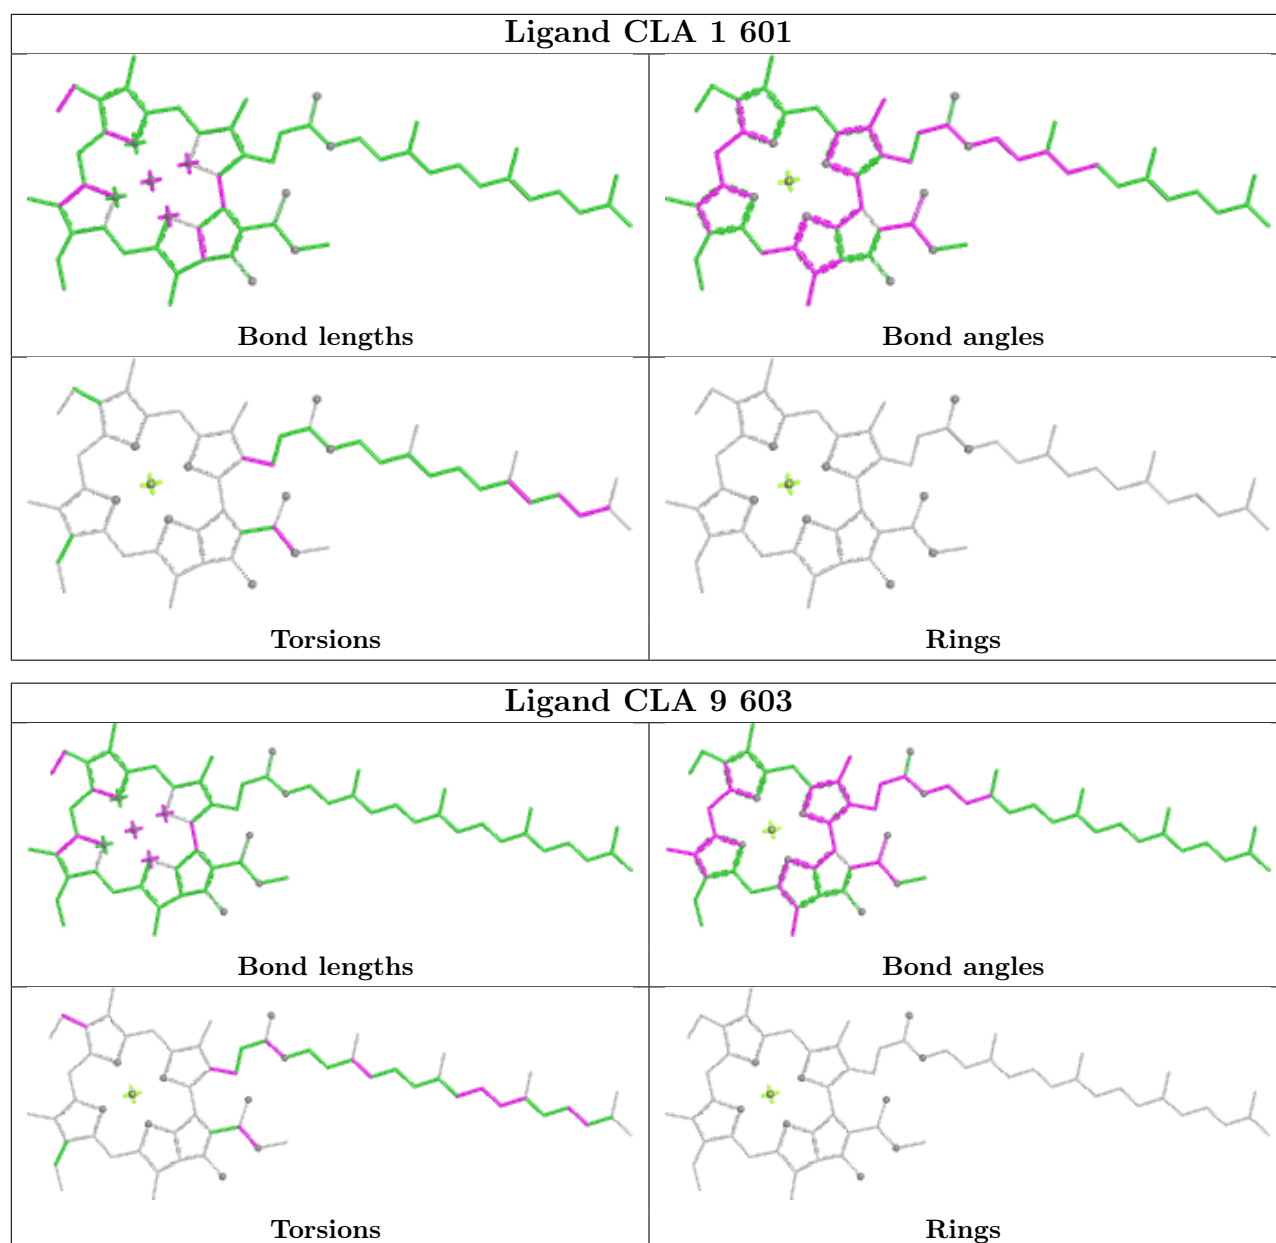 Ligand CLA 1 601
Bond lengths
Bond angles
Torsions
Rings
Ligand CLA 9 603
Bond lengths
Bond angles
Torsions
Rings